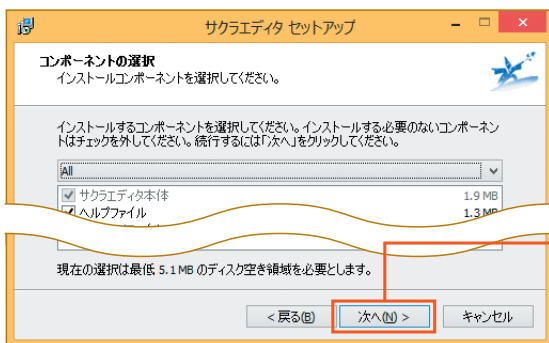 サクラエディタ セットアップ
コンポーネントの選択
インストールコンポーネントを選択してください。
インストールするコンポーネントを選択してください。インストールする必要のないコンポーネン
トはチェックを外してください。続行するには「次へ」をクリックしてください。
All
サクラエディタ本体 1.9 MB
ヘルプファイル 1.3 MB
現在の選択は最低 5.1 MB のディスク空き領域を必要とします。
< 戻る(B) 次へ(N) > キャンセル